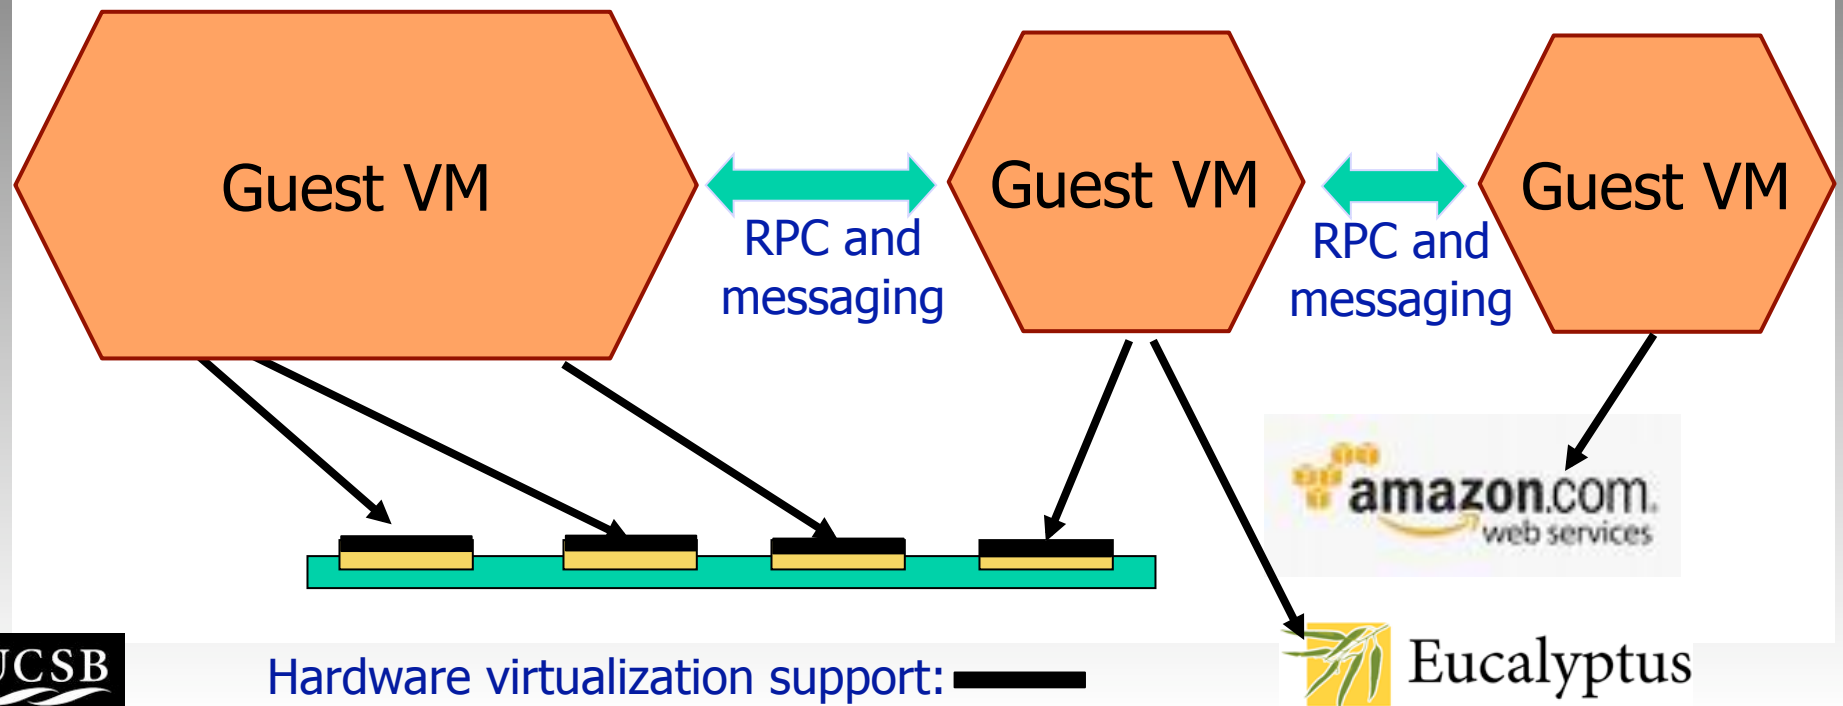 Guest VM
Guest VM
Guest VM
RPC and
messaging
RPC and
messaging
amazon.com.
web services
UCSB
Hardware virtualization support:
Eucalyptus